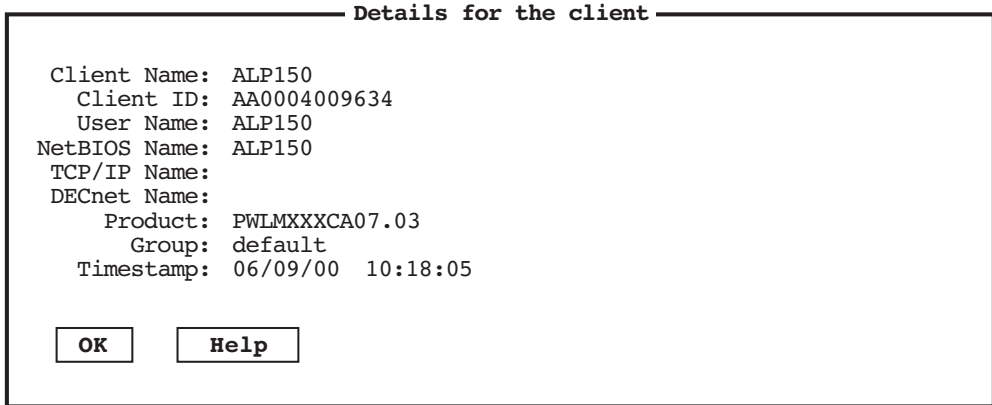 Details for the client
Client Name: ALP150
Client ID: AA0004009634
User Name: ALP150
NetBIOS Name: ALP150
TCP/IP Name:
DECnet Name:
Product: PWLMXXXCA07.03
Group: default
Timestamp: 06/09/00 10:18:05
OK Help